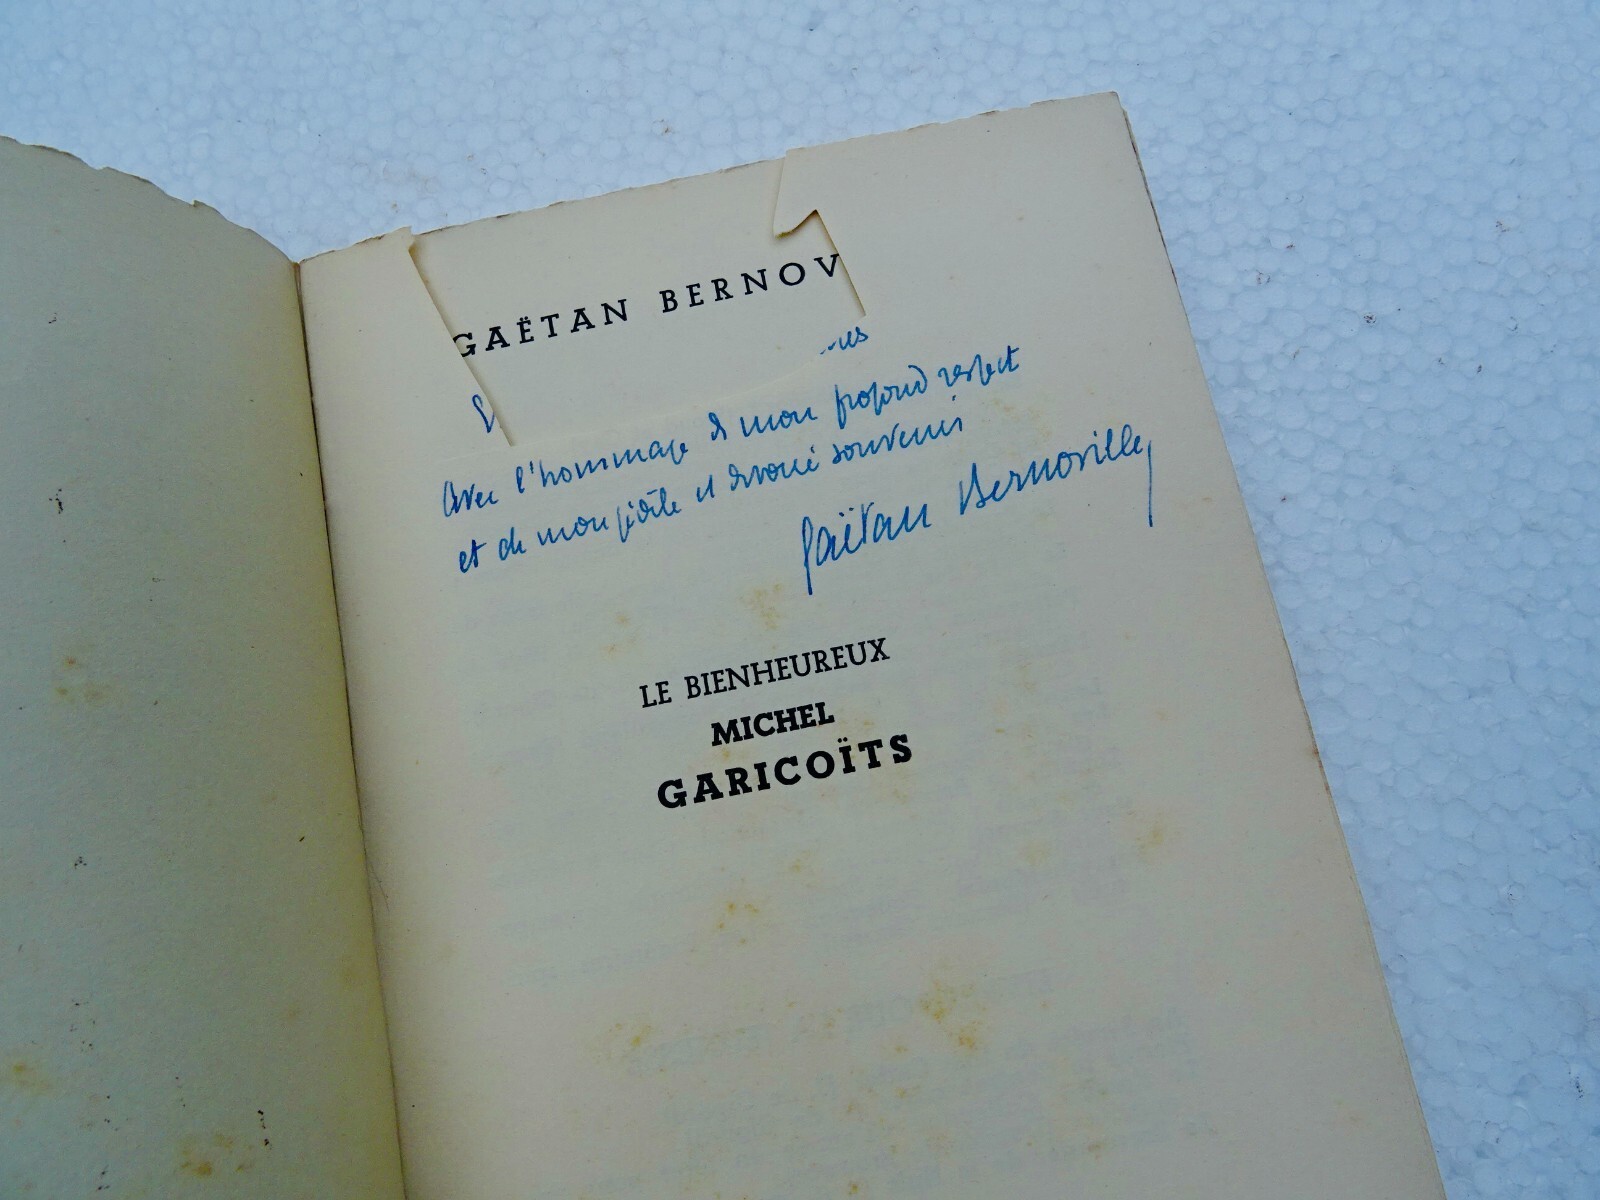 GAËTAN BERNOV
Avec l'hommage de mon profond respect
et de mon fidèle et dévoué souvenir
Gaëtan Bernoville
LE BIENHEUREUX
MICHEL
GARICOÏTS